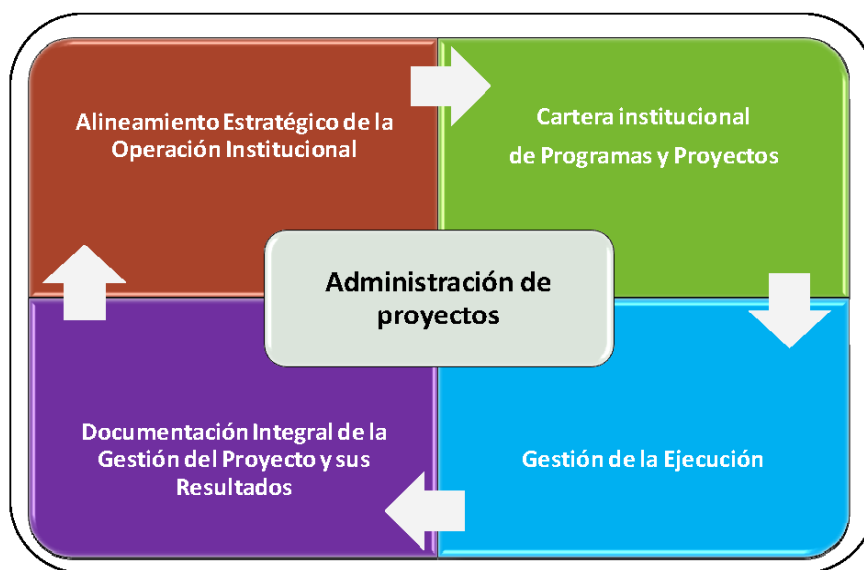 Alineamiento Estratégico de la
Operación Institucional
Cartera institucional
de Programas y Proyectos
Administración de
proyectos
Documentación Integral de la
Gestión del Proyecto y sus
Resultados
Gestión de la Ejecución